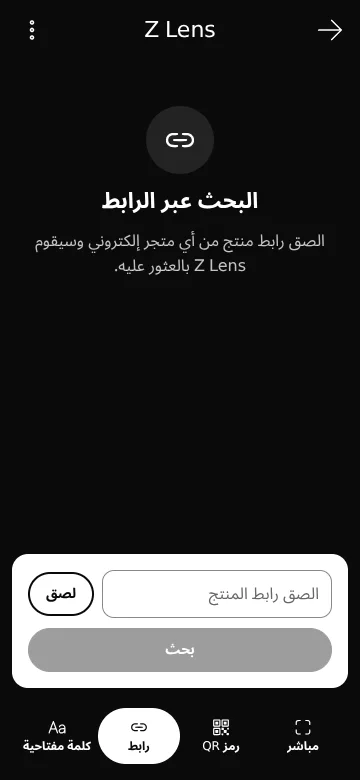 Z Lens
البحث عبر الرابط
الصق رابط منتج من أي متجر إلكتروني وسيقوم
Z Lens بالعثور عليه.
الصق رابط المنتج
لصق
بحث
مباشر
رمز QR
رابط
Aa
كلمة مفتاحية